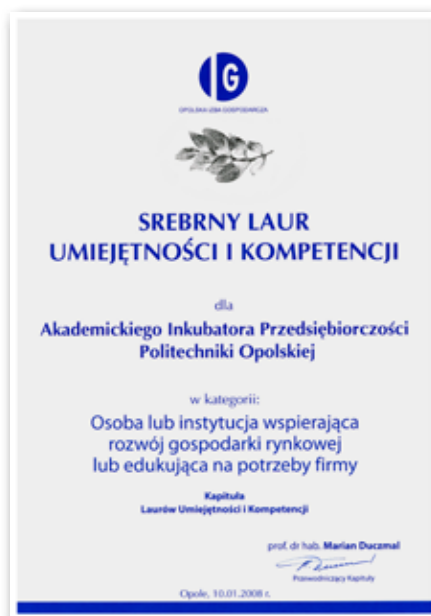 IG
OPOLSKA IZBA GOSPODARCZA
SREBRNY LAUR
UMIEJĘTNOŚCI I KOMPETENCJI
dla
Akademickiego Inkubatora Przedsiębiorczości
Politechniki Opolskiej
w kategorii:
Osoba lub instytucja wspierająca
rozwój gospodarki rynkowej
lub edukująca na potrzeby firmy
Kapituła
Laurów Umiejętności i Kompetencji
prof. dr hab. Marian Duczmal
Przewodniczący Kapituły
Opole, 10.01.2008 r.